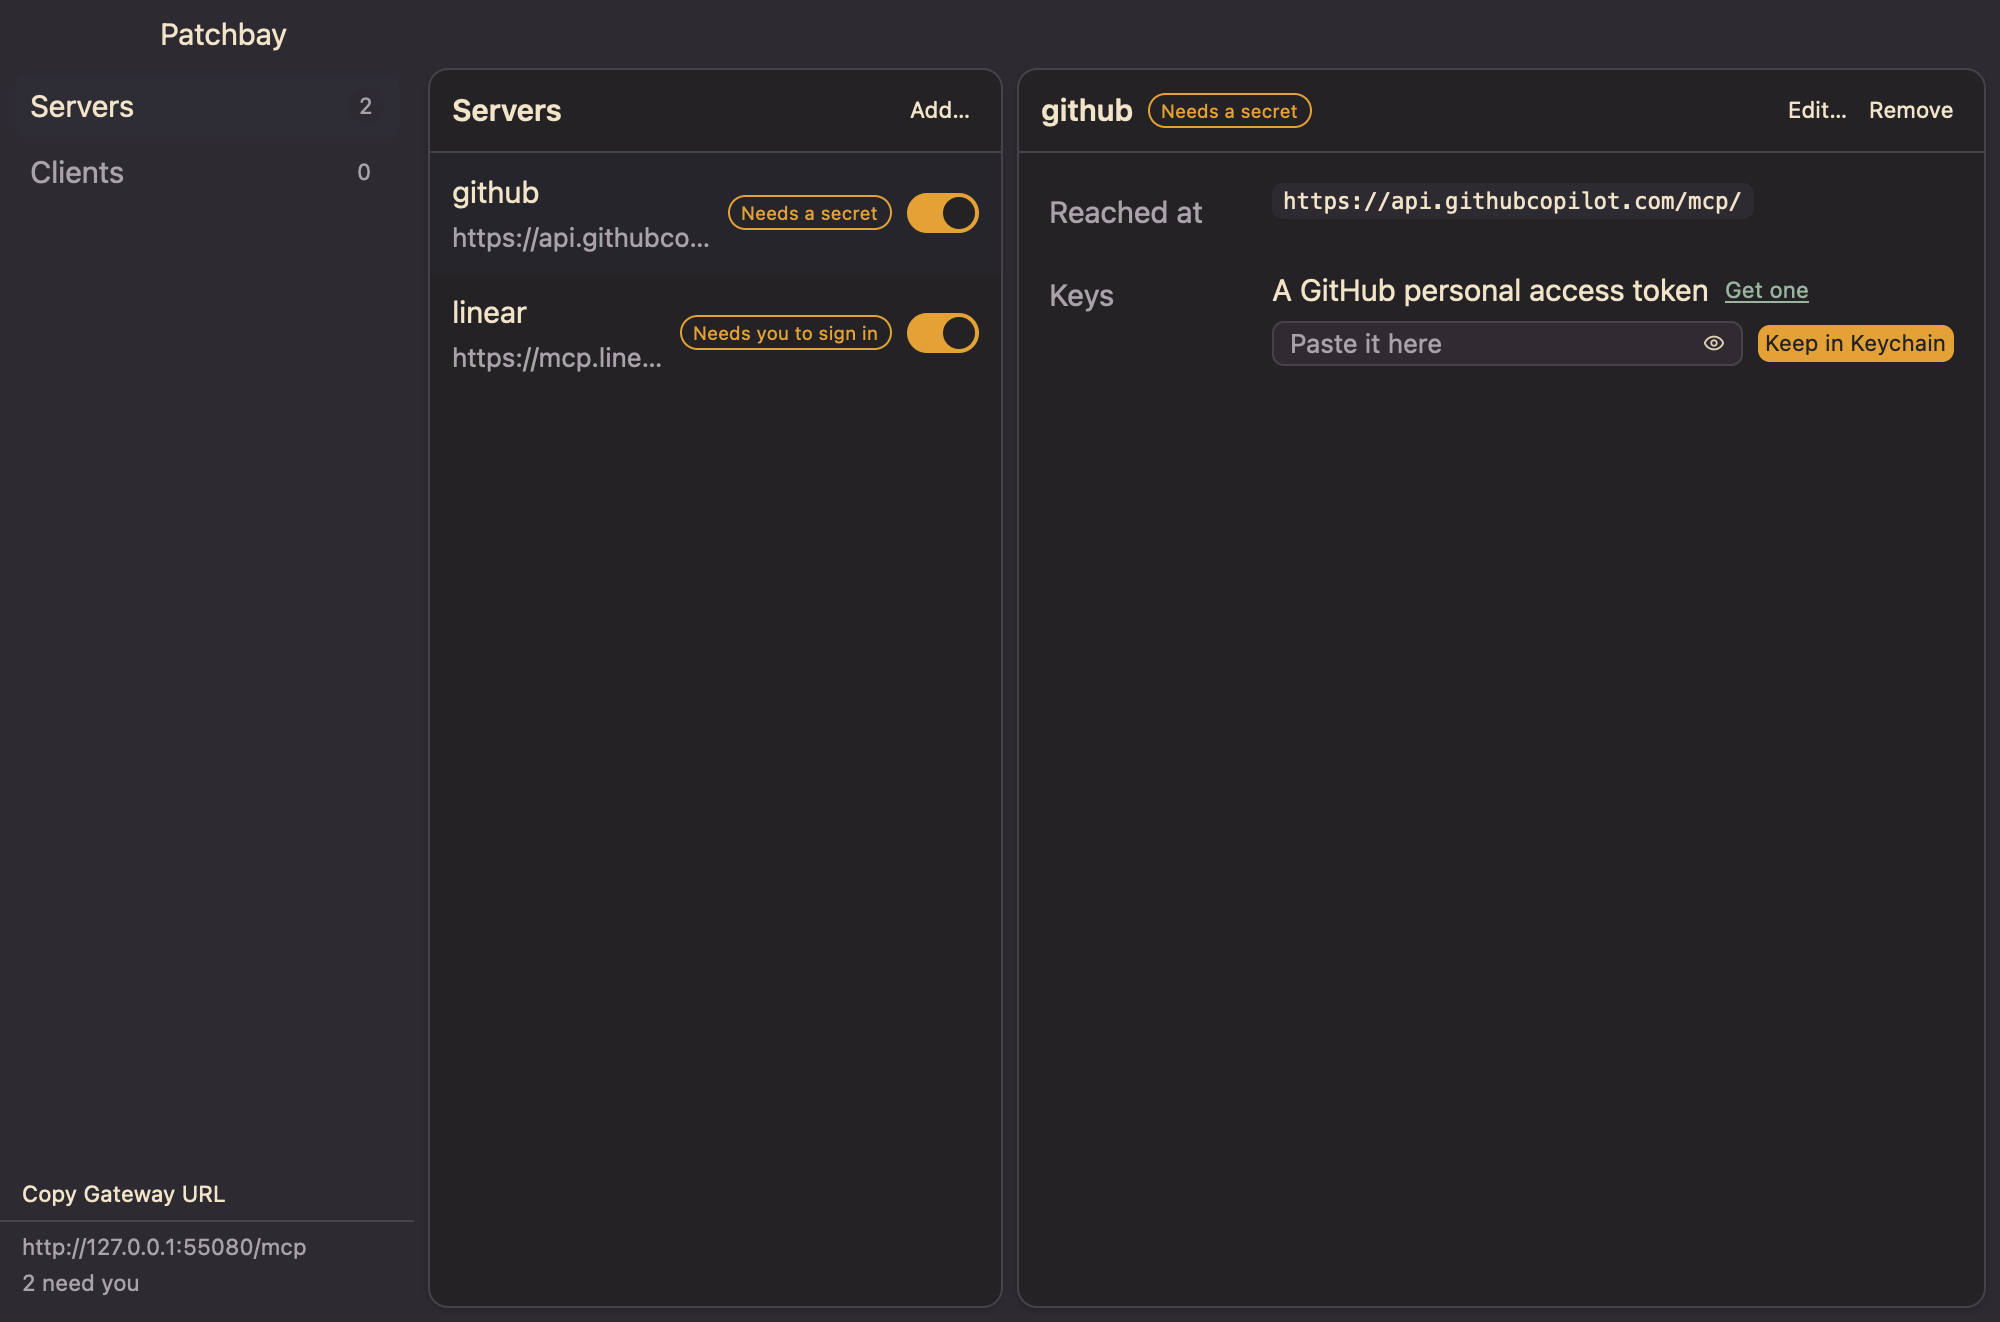 Patchbay
Servers 2
Clients 0
Copy Gateway URL
http://127.0.0.1:55080/mcp
2 need you
Servers Add...
github
https://api.githubco...
Needs a secret
linear
https://mcp.line...
Needs you to sign in
github Needs a secret Edit... Remove
Reached at https://api.githubcopilot.com/mcp/
Keys A GitHub personal access token Get one
Paste it here Keep in Keychain